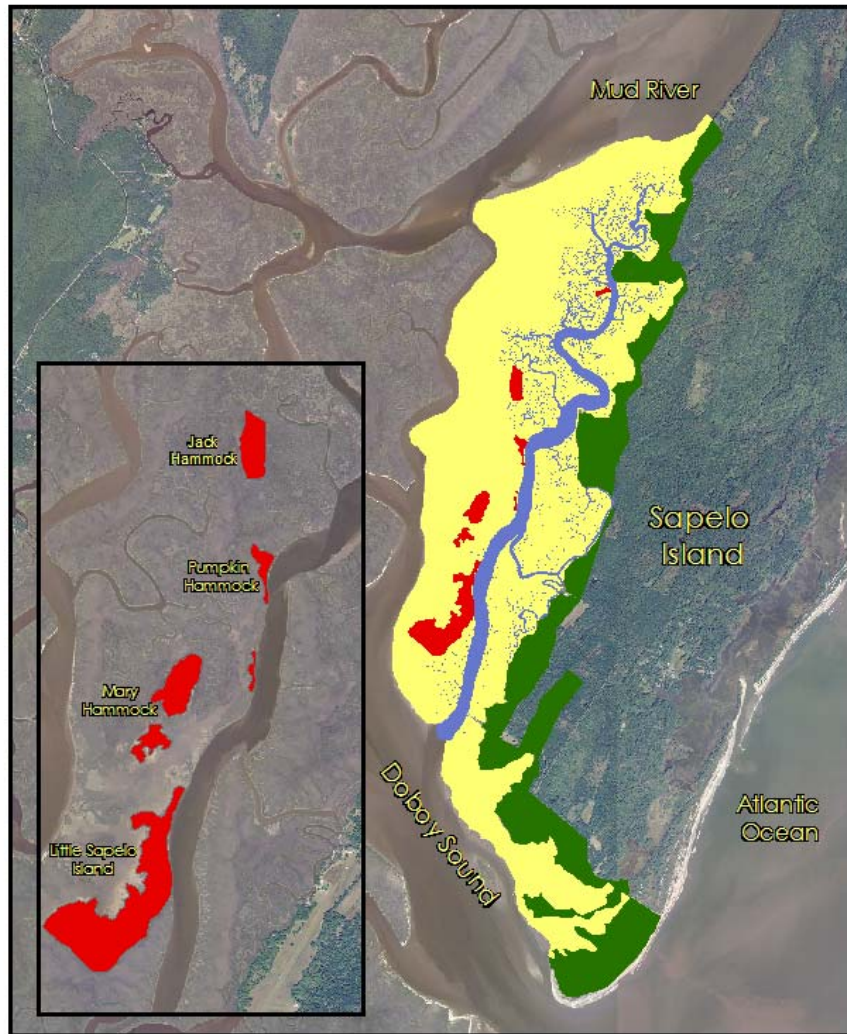 Mud River
Jack
Hammock
Pumpkin
Hammock
Sapelo
Island
Mary
Hammock
Doboy Sound
Atlantic
Ocean
Little Sapelo
Island